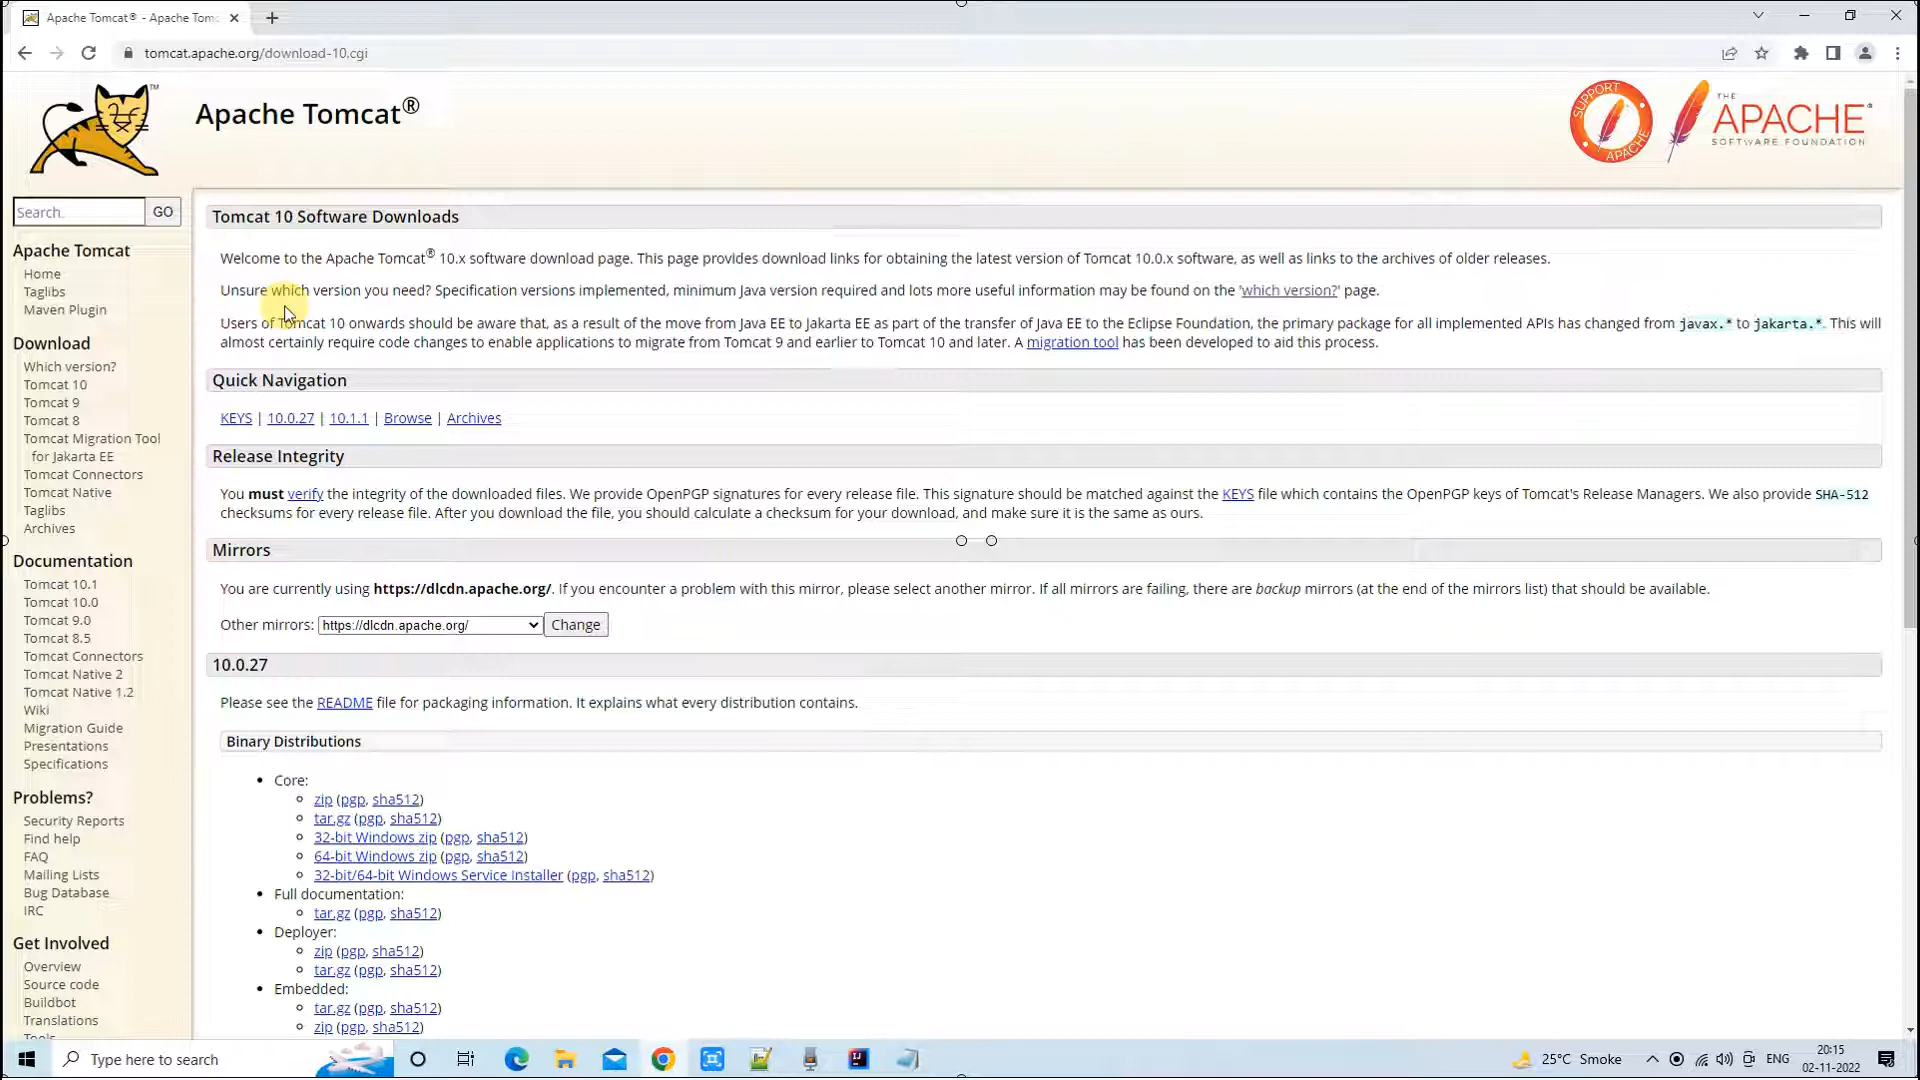 Apache Tomcat® - Apache Tomc
tomcat.apache.org/download-10.cgi
TM
Apache Tomcat®
SUPPORT
APACHE
THE
APACHE®
SOFTWARE FOUNDATION
Search.
GO
Apache Tomcat
Home
Taglibs
Maven Plugin
Download
Which version?
Tomcat 10
Tomcat 9
Tomcat 8
Tomcat Migration Tool
for Jakarta EE
Tomcat Connectors
Tomcat Native
Taglibs
Archives
Documentation
Tomcat 10.1
Tomcat 10.0
Tomcat 9.0
Tomcat 8.5
Tomcat Connectors
Tomcat Native 2
Tomcat Native 1.2
Wiki
Migration Guide
Presentations
Specifications
Problems?
Security Reports
Find help
FAQ
Mailing Lists
Bug Database
IRC
Get Involved
Overview
Source code
Buildbot
Translations
Tools
Tomcat 10 Software Downloads
Welcome to the Apache Tomcat® 10.x software download page. This page provides download links for obtaining the latest version of Tomcat 10.0.x software, as well as links to the archives of older releases.
Unsure which version you need? Specification versions implemented, minimum Java version required and lots more useful information may be found on the 'which version?' page.
Users of Tomcat 10 onwards should be aware that, as a result of the move from Java EE to Jakarta EE as part of the transfer of Java EE to the Eclipse Foundation, the primary package for all implemented APIs has changed from javax.* to jakarta.*. This will
almost certainly require code changes to enable applications to migrate from Tomcat 9 and earlier to Tomcat 10 and later. A migration tool has been developed to aid this process.
Quick Navigation
KEYS | 10.0.27 | 10.1.1 | Browse | Archives
Release Integrity
You must verify the integrity of the downloaded files. We provide OpenPGP signatures for every release file. This signature should be matched against the KEYS file which contains the OpenPGP keys of Tomcat's Release Managers. We also provide SHA-512
checksums for every release file. After you download the file, you should calculate a checksum for your download, and make sure it is the same as ours.
Mirrors
You are currently using https://dlcdn.apache.org/. If you encounter a problem with this mirror, please select another mirror. If all mirrors are failing, there are backup mirrors (at the end of the mirrors list) that should be available.
Other mirrors: https://dlcdn.apache.org/ Change
10.0.27
Please see the README file for packaging information. It explains what every distribution contains.
Binary Distributions
Core:
zip (pgp, sha512)
tar.gz (pgp, sha512)
32-bit Windows zip (pgp, sha512)
64-bit Windows zip (pgp, sha512)
32-bit/64-bit Windows Service Installer (pgp, sha512)
Full documentation:
tar.gz (pgp, sha512)
Deployer:
zip (pgp, sha512)
tar.gz (pgp, sha512)
Embedded:
tar.gz (pgp, sha512)
zip (pgp, sha512)
Type here to search
25°C Smoke
ENG
20:15
02-11-2022